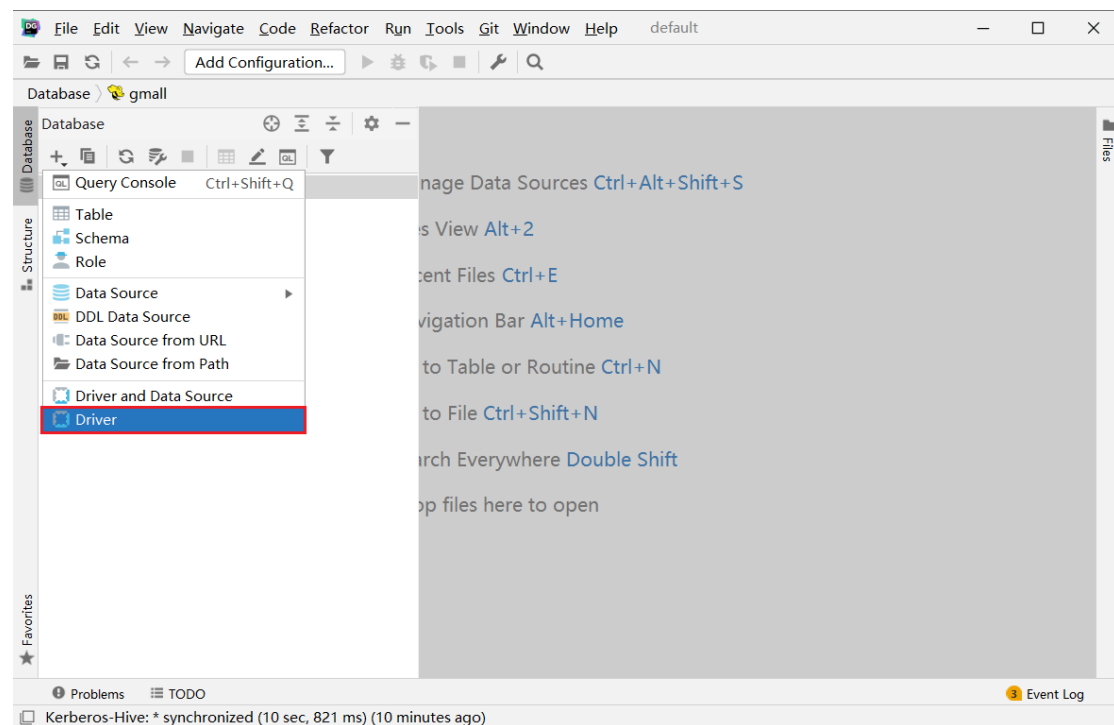 DG File Edit View Navigate Code Refactor Run Tools Git Window Help default
Add Configuration...
Database gmall
Database
Database
Structure
Favorites
Files
QL Query Console Ctrl+Shift+Q
Table
Schema
Role
Data Source
DDL DDL Data Source
Data Source from URL
Data Source from Path
Driver and Data Source
Driver
nage Data Sources Ctrl+Alt+Shift+S
s View Alt+2
cent Files Ctrl+E
vigation Bar Alt+Home
to Table or Routine Ctrl+N
to File Ctrl+Shift+N
arch Everywhere Double Shift
op files here to open
Problems TODO 3 Event Log
Kerberos-Hive: * synchronized (10 sec, 821 ms) (10 minutes ago)